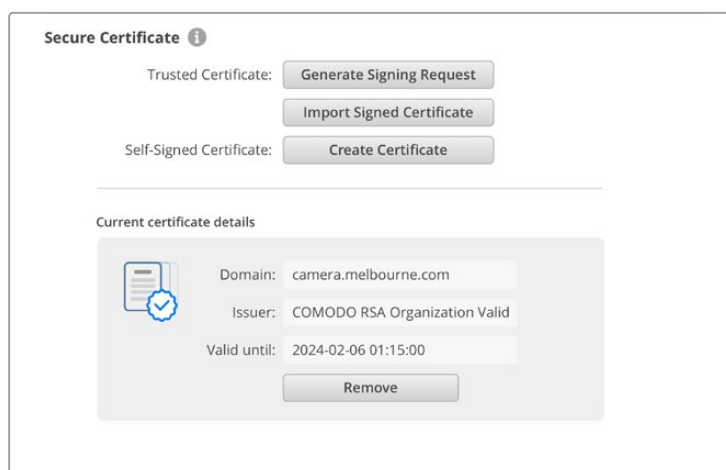 Secure Certificate
Trusted Certificate: Generate Signing Request
Import Signed Certificate
Self-Signed Certificate: Create Certificate
Current certificate details
Domain: camera.melbourne.com
Issuer: COMODO RSA Organization Valid
Valid until: 2024-02-06 01:15:00
Remove